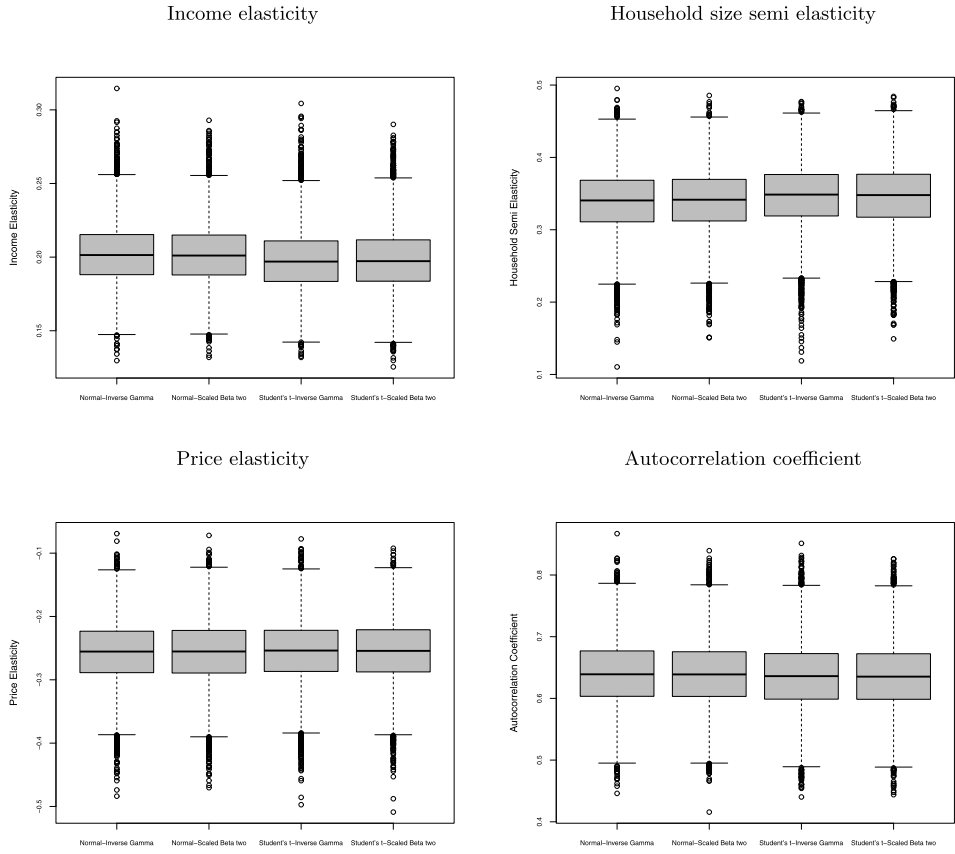 Income elasticity
Household size semi elasticity
Income Elasticity
0.30
0.25
0.20
0.15
Normal–Inverse Gamma
Normal–Scaled Beta two
Student's t–Inverse Gamma
Student's t–Scaled Beta two
Household Semi Elasticity
0.5
0.4
0.3
0.2
0.1
Normal–Inverse Gamma
Normal–Scaled Beta two
Student's t–Inverse Gamma
Student's t–Scaled Beta two
Price elasticity
Autocorrelation coefficient
Price Elasticity
-0.1
-0.2
-0.3
-0.4
-0.5
Normal–Inverse Gamma
Normal–Scaled Beta two
Student's t–Inverse Gamma
Student's t–Scaled Beta two
Autocorrelation Coefficient
0.8
0.7
0.6
0.5
0.4
Normal–Inverse Gamma
Normal–Scaled Beta two
Student's t–Inverse Gamma
Student's t–Scaled Beta two